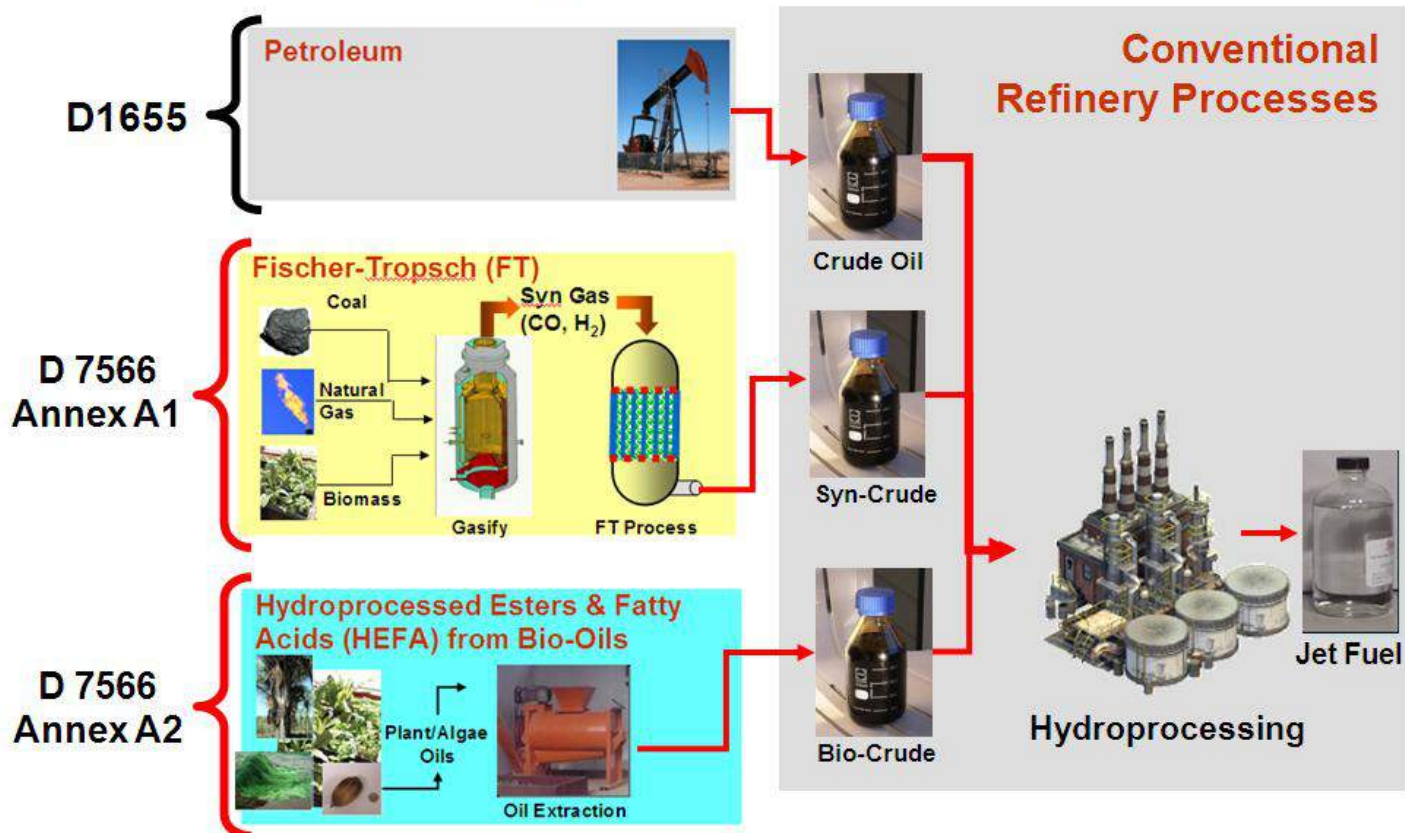 D1655
Petroleum
Conventional
Refinery Processes
Crude Oil
D 7566
Annex A1
Fischer-Tropsch (FT)
Coal
Natural
Gas
Biomass
Syn Gas
(CO, H₂)
Gasify
FT Process
Syn-Crude
D 7566
Annex A2
Hydroprocessed Esters & Fatty
Acids (HEFA) from Bio-Oils
Plant/Algae
Oils
Oil Extraction
Bio-Crude
Hydroprocessing
Jet Fuel